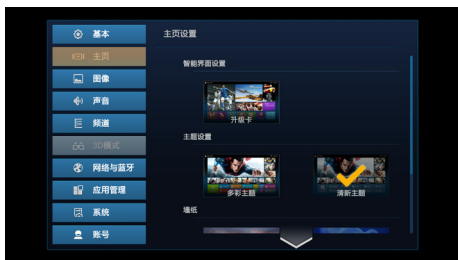 基本
主页
图像
声音
频道
3D模式
网络与蓝牙
应用管理
系统
账号
主页设置
智能界面设置
升级卡
主题设置
多彩主题
清新主题
墙纸